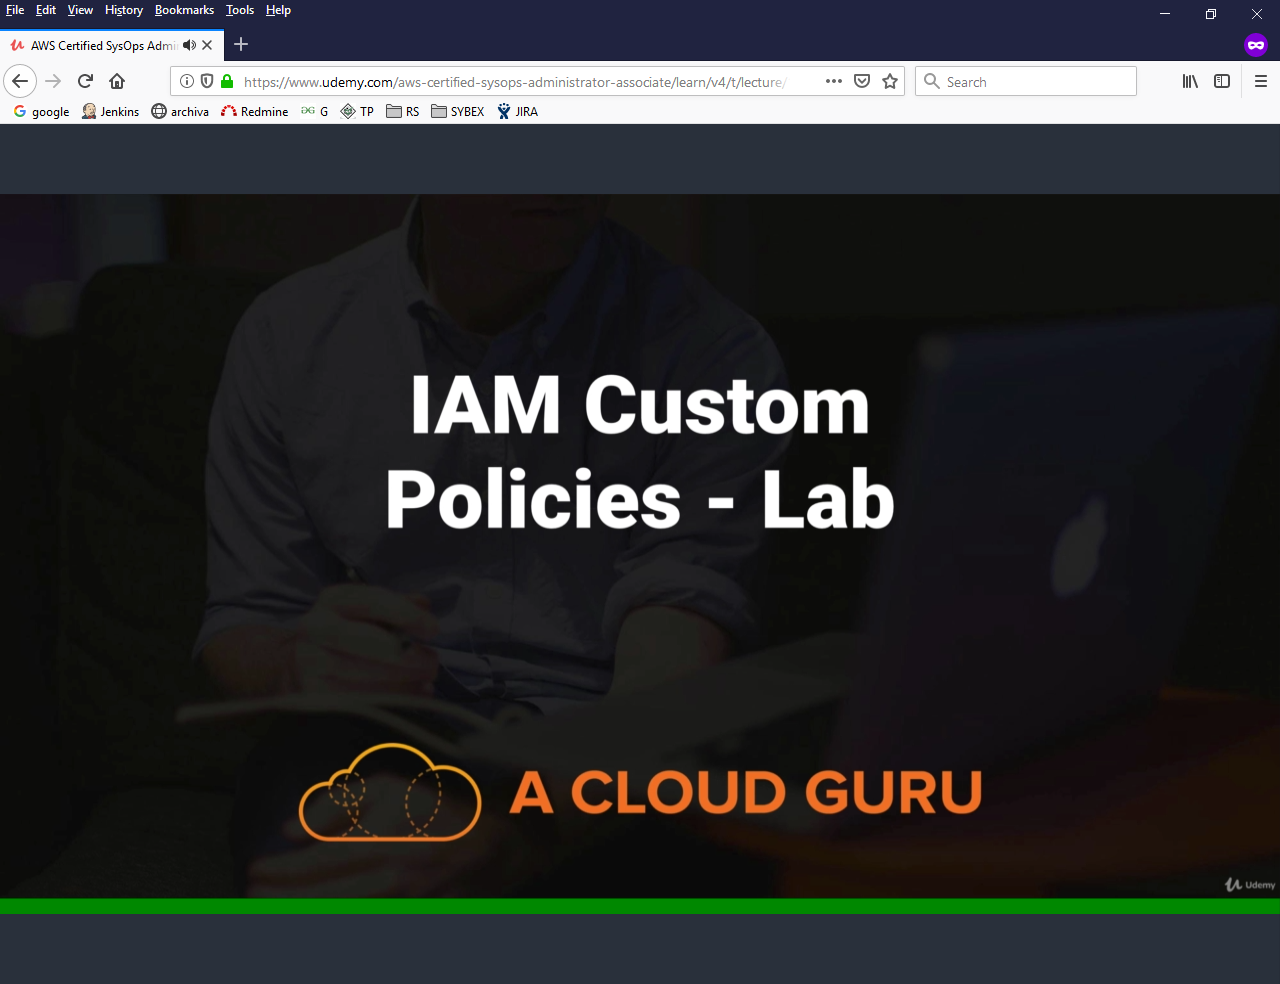 File Edit View History Bookmarks Tools Help
AWS Certified SysOps Admi
https://www.udemy.com/aws-certified-sysops-administrator-associate/learn/v4/t/lecture/
Search
google Jenkins archiva Redmine G TP RS SYBEX JIRA
IAM Custom
Policies - Lab
A CLOUD GURU
Udemy